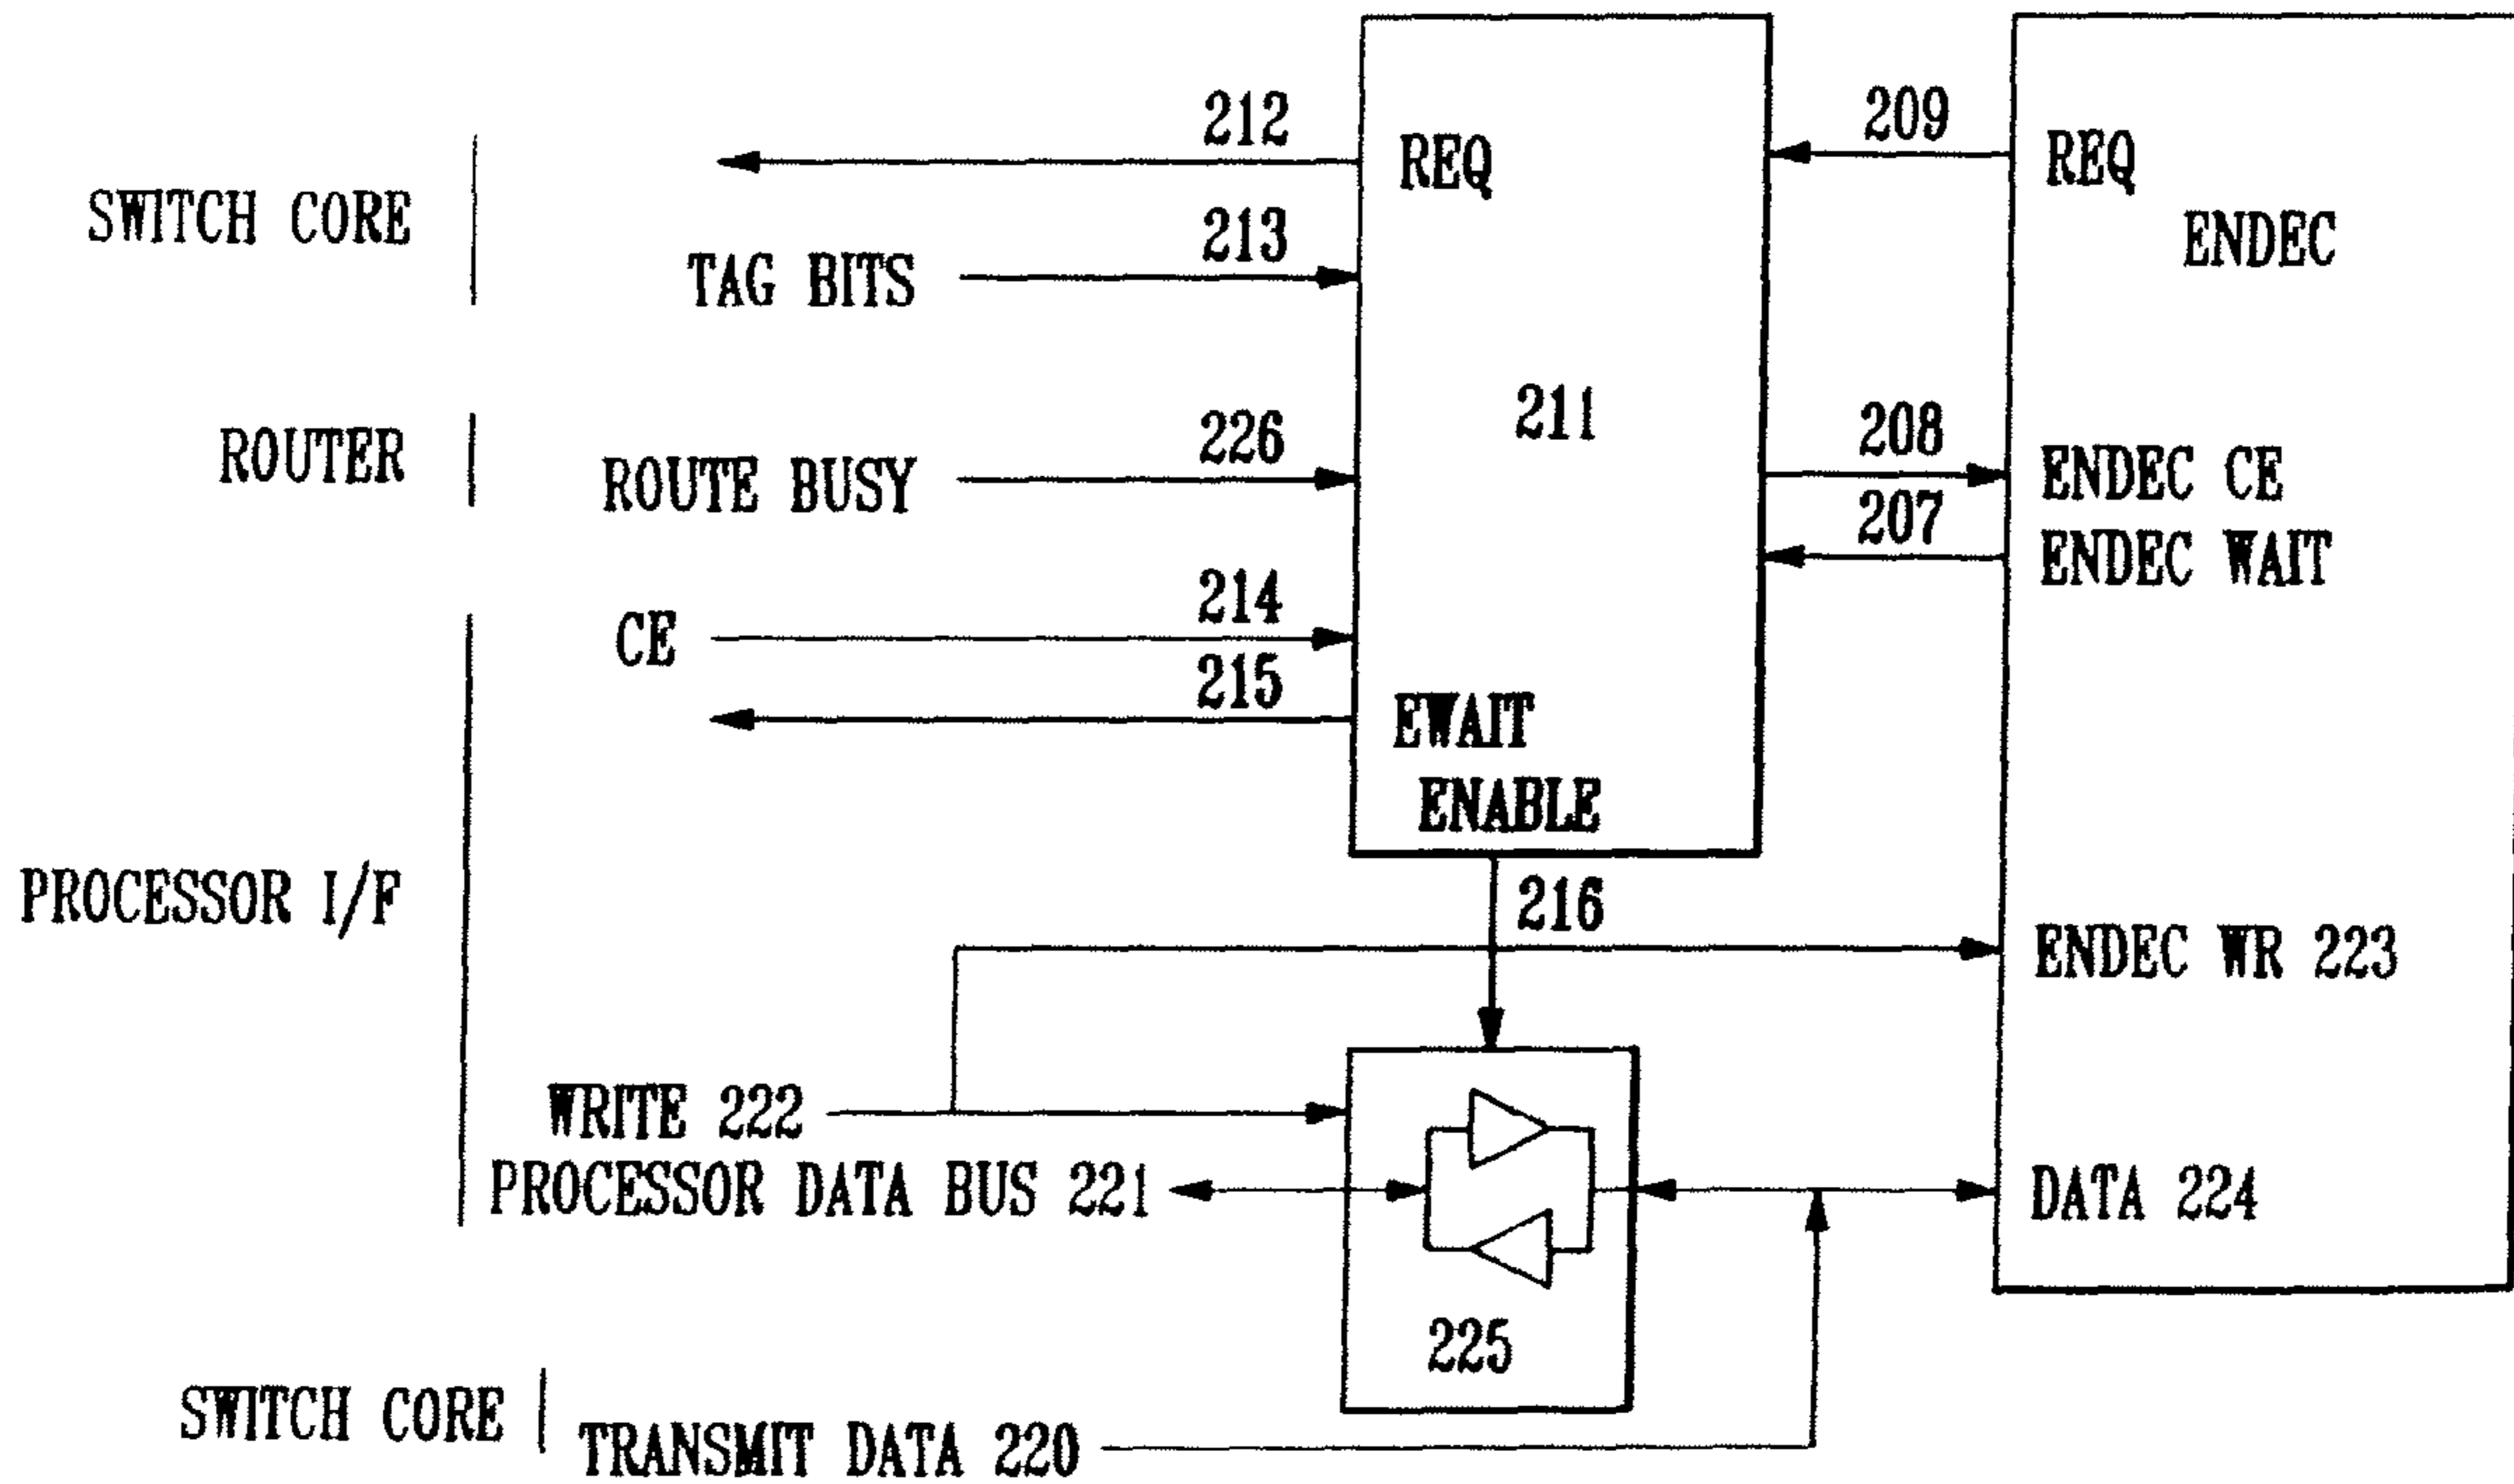 212
209
REQ
REQ
SWITCH CORE
213
ENDEC
TAG BITS
211
226
208
ROUTER
ROUTE BUSY
ENDEC CE
207
ENDEC WAIT
214
CE
215
EWAIT
ENABLE
PROCESSOR I/F
216
ENDEC WR 223
WRITE 222
PROCESSOR DATA BUS 221
DATA 224
225
SWITCH CORE
TRANSMIT DATA 220